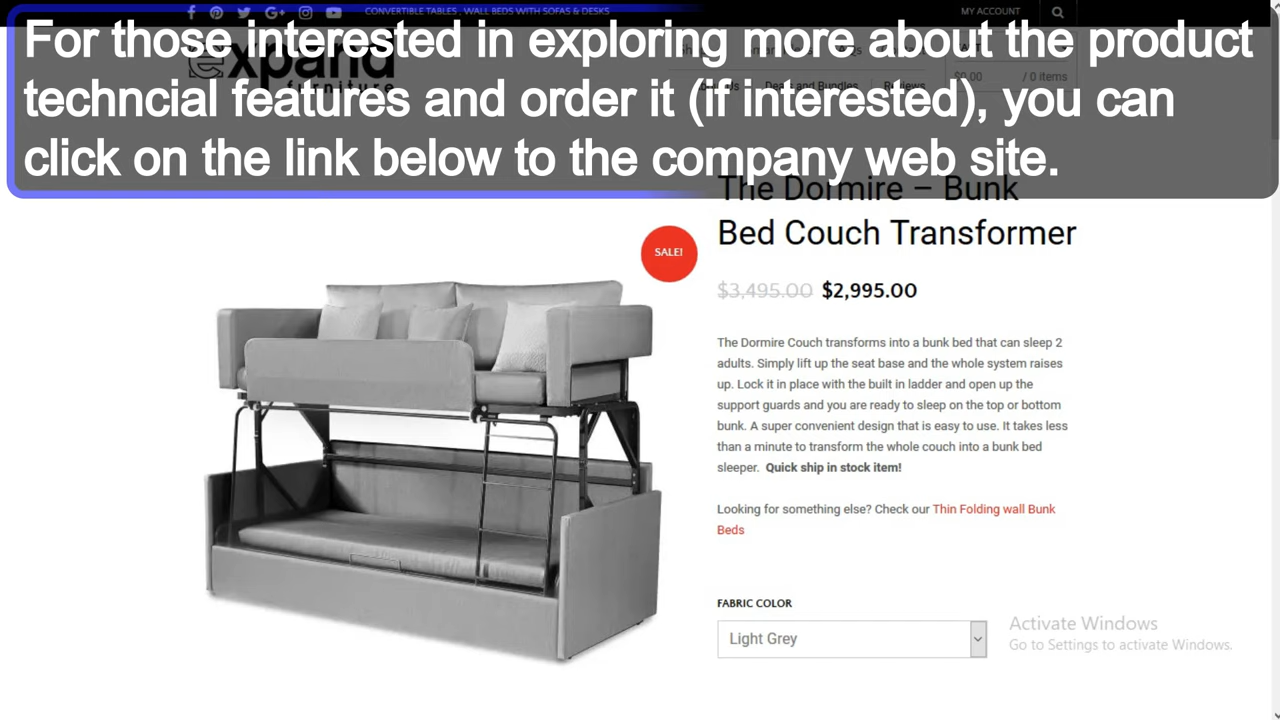 CONVERTIBLE TABLES , WALL BEDS WITH SOFAS & DESKS
MY ACCOUNT
For those interested in exploring more about the product
techncial features and order it (if interested), you can
click on the link below to the company web site.
expand
furniture
$0.00 / 0 items
Deals and Bundles
Reviews
The Dormire – Bunk
Bed Couch Transformer
SALE!
$3,495.00 $2,995.00
The Dormire Couch transforms into a bunk bed that can sleep 2
adults. Simply lift up the seat base and the whole system raises
up. Lock it in place with the built in ladder and open up the
support guards and you are ready to sleep on the top or bottom
bunk. A super convenient design that is easy to use. It takes less
than a minute to transform the whole couch into a bunk bed
sleeper. Quick ship in stock item!
Looking for something else? Check our Thin Folding wall Bunk
Beds
FABRIC COLOR
Light Grey
Activate Windows
Go to Settings to activate Windows.